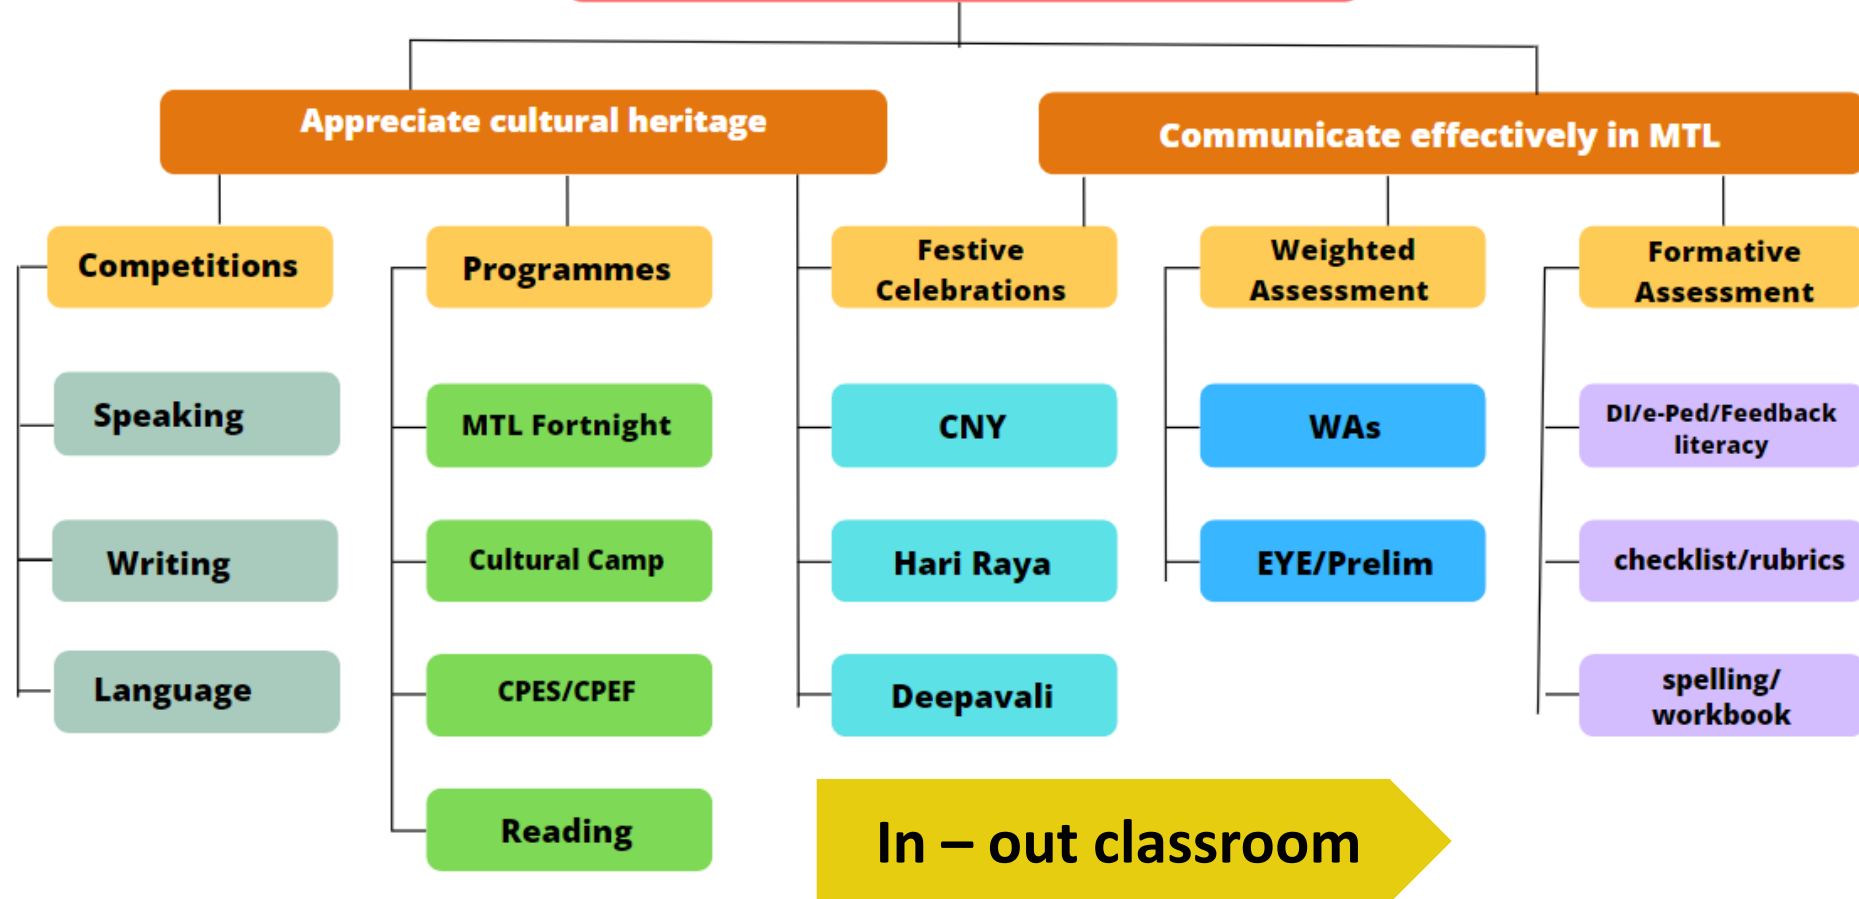 Appreciate cultural heritage
Communicate effectively in MTL
Competitions
Programmes
Festive
Celebrations
Weighted
Assessment
Formative
Assessment
Speaking
MTL Fortnight
CNY
WAs
DI/e-Ped/Feedback
literacy
Writing
Cultural Camp
Hari Raya
EYE/Prelim
checklist/rubrics
Language
CPES/CPEF
Deepavali
spelling/
workbook
Reading
In – out classroom